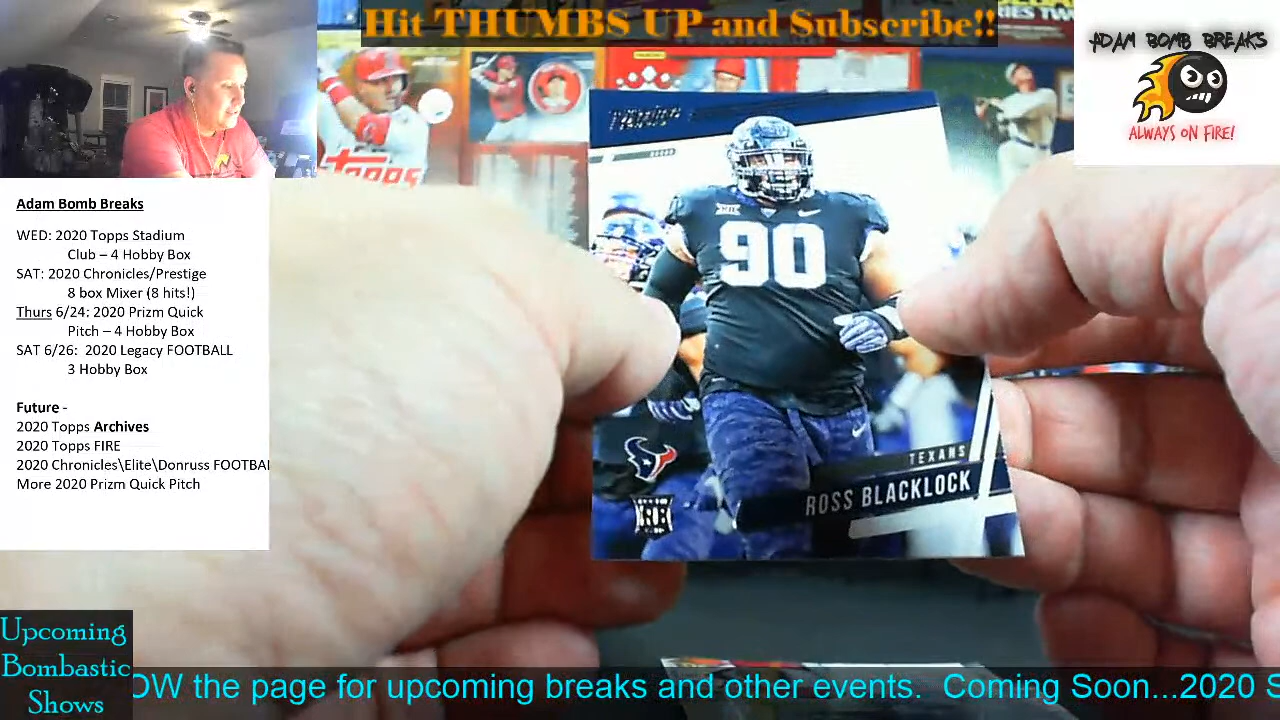 Hit THUMBS UP and Subscribe!!
ADAM BOMB BREAKS
ALWAYS ON FIRE!
Adam Bomb Breaks
WED: 2020 Topps Stadium
Club – 4 Hobby Box
SAT: 2020 Chronicles/Prestige
8 box Mixer (8 hits!)
Thurs 6/24: 2020 Prizm Quick
Pitch – 4 Hobby Box
SAT 6/26: 2020 Legacy FOOTBALL
3 Hobby Box
Future -
2020 Topps Archives
2020 Topps FIRE
2020 Chronicles\Elite\Donruss FOOTBAL
More 2020 Prizm Quick Pitch
Topps
PANINI
90
TEXANS
ROSS BLACKLOCK
Upcoming
Bombastic
Shows
OW the page for upcoming breaks and other events. Coming Soon...2020 S